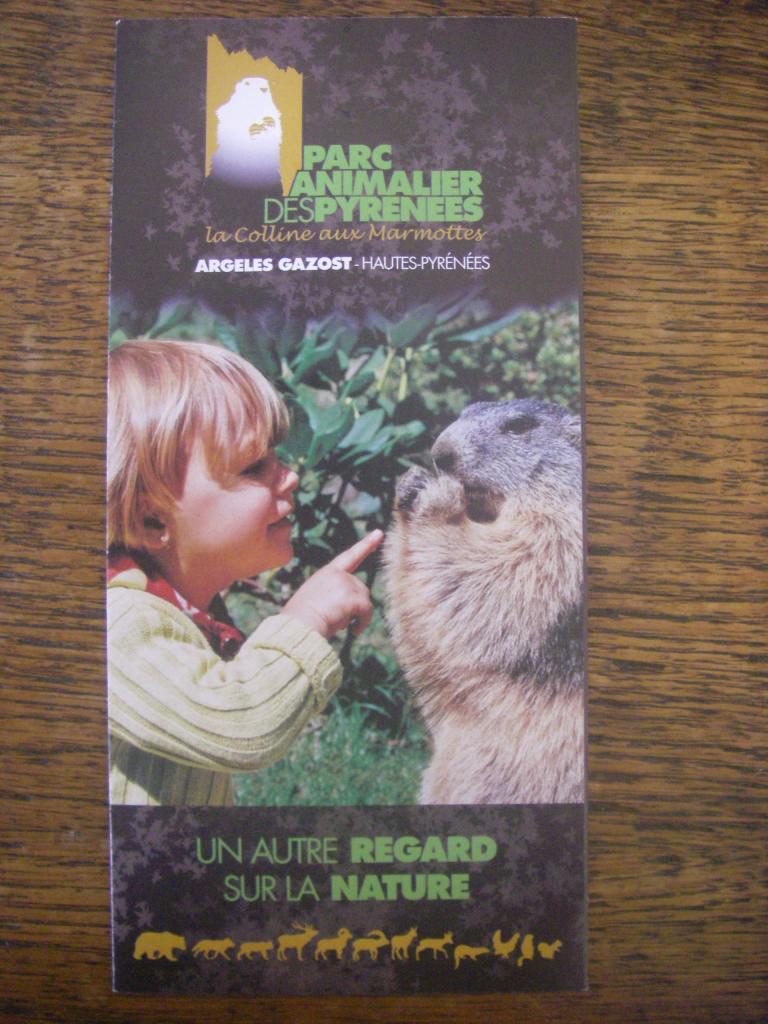 PARC
ANIMALIER
DES PYRENEES
la Colline aux Marmottes
ARGELES GAZOST - HAUTES-PYRÉNÉES
UN AUTRE REGARD
SUR LA NATURE